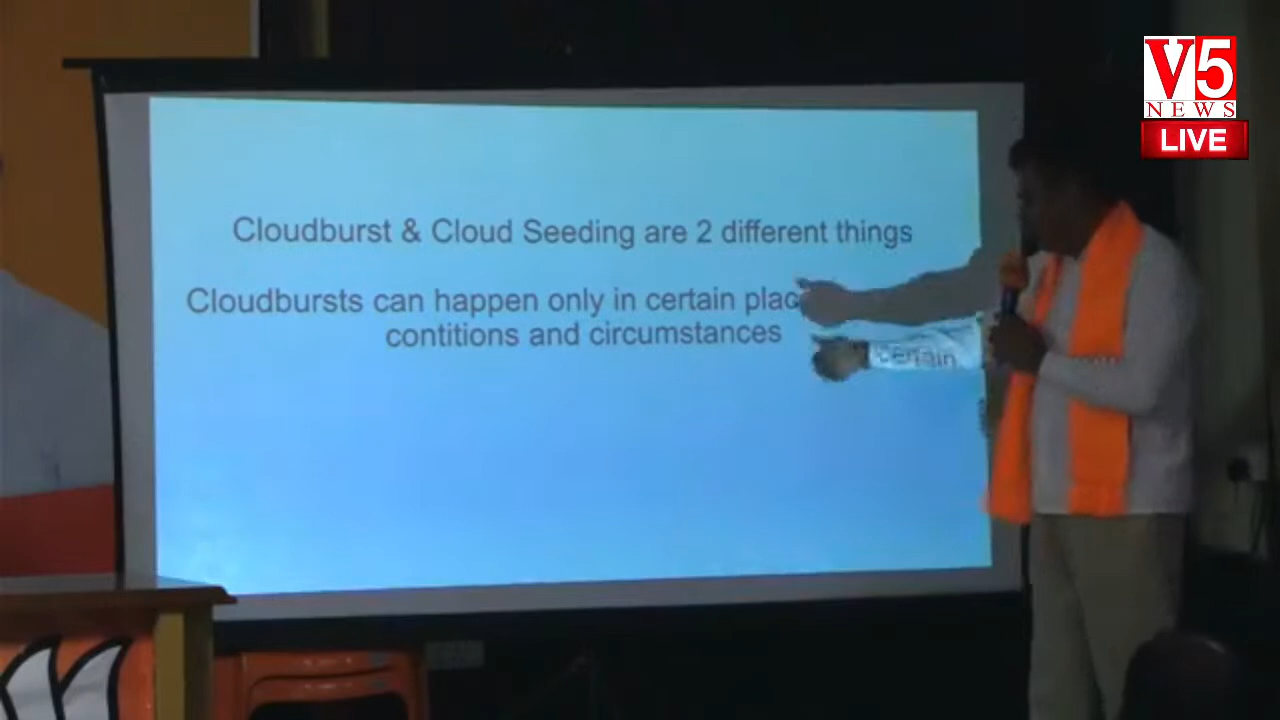 V5
NEWS
LIVE
Cloudburst & Cloud Seeding are 2 different things
Cloudbursts can happen only in certain plac
certain
contitions and circumstances